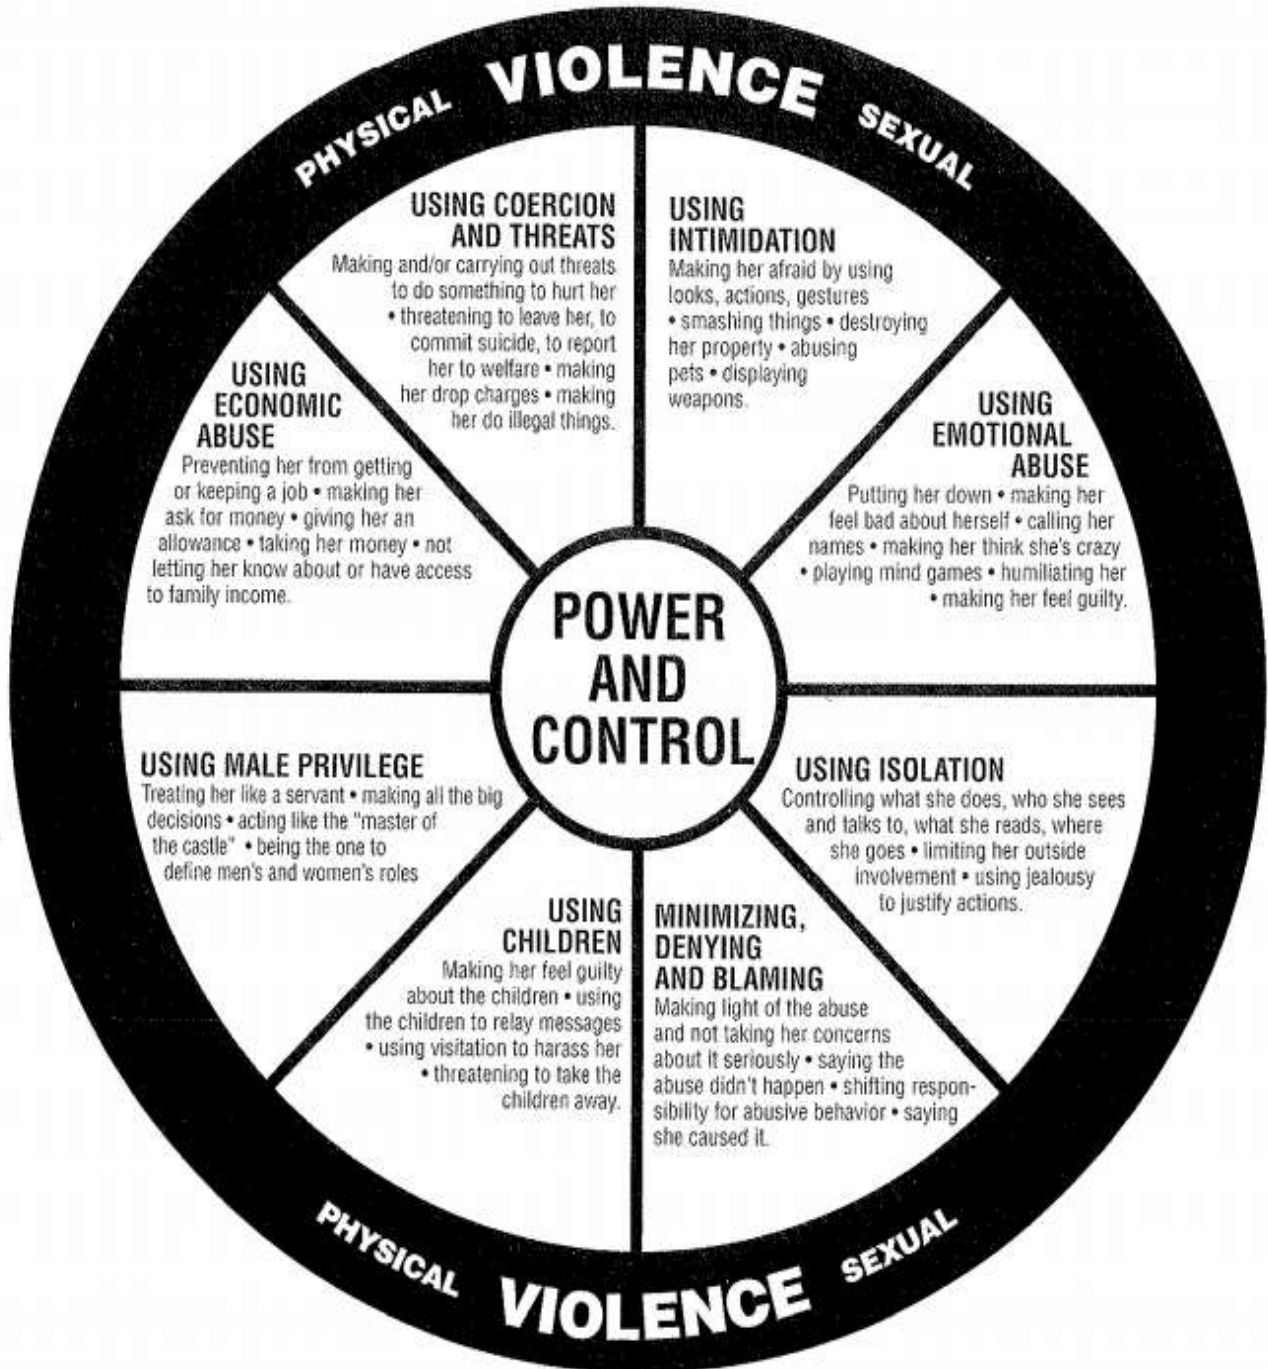 PHYSICAL VIOLENCE SEXUAL
USING COERCION
AND THREATS
Making and/or carrying out threats
to do something to hurt her
• threatening to leave her, to
commit suicide, to report
her to welfare • making
her drop charges • making
her do illegal things.
USING
INTIMIDATION
Making her afraid by using
looks, actions, gestures
• smashing things • destroying
her property • abusing
pets • displaying
weapons.
USING
ECONOMIC
ABUSE
Preventing her from getting
or keeping a job • making her
ask for money • giving her an
allowance • taking her money • not
letting her know about or have access
to family income.
USING
EMOTIONAL
ABUSE
Putting her down • making her
feel bad about herself • calling her
names • making her think she's crazy
• playing mind games • humiliating her
• making her feel guilty.
POWER
AND
CONTROL
USING MALE PRIVILEGE
Treating her like a servant • making all the big
decisions • acting like the "master of
the castle" • being the one to
define men's and women's roles
USING ISOLATION
Controlling what she does, who she sees
and talks to, what she reads, where
she goes • limiting her outside
involvement • using jealousy
to justify actions.
USING
CHILDREN
Making her feel guilty
about the children • using
the children to relay messages
• using visitation to harass her
• threatening to take the
children away.
MINIMIZING,
DENYING
AND BLAMING
Making light of the abuse
and not taking her concerns
about it seriously • saying the
abuse didn't happen • shifting respon-
sibility for abusive behavior • saying
she caused it.
PHYSICAL VIOLENCE SEXUAL